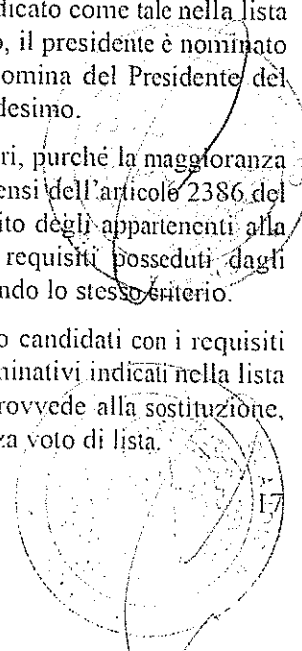 dicato come tale nella lista
o, il presidente è nominato
omina del Presidente del
desimo.
ri, purché la maggioranza
ensi dell'articolo 2386 del
ito degli appartenenti alla
requisiti posseduti dagli
ndo lo stesso criterio.
o candidati con i requisiti
ninativi indicati nella lista
rovvede alla sostituzione,
za voto di lista.
17